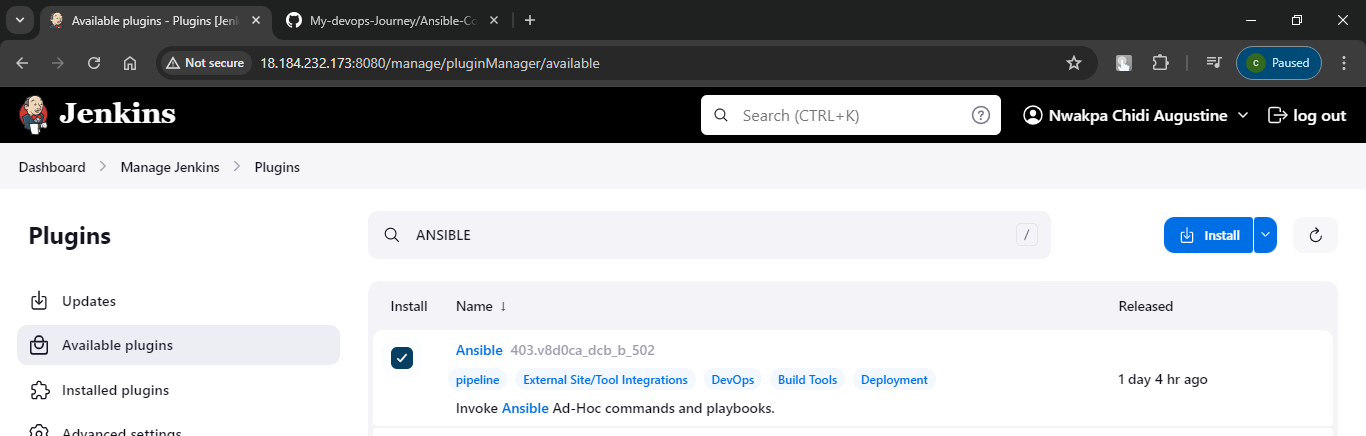 Available plugins - Plugins [Jenk
My-devops-Journey/Ansible-Co
Not secure 18.184.232.173:8080/manage/pluginManager/available
c Paused
Jenkins
Search (CTRL+K)
?
Nwakpa Chidi Augustine
log out
Dashboard > Manage Jenkins > Plugins
Plugins
ANSIBLE
/
Install
Updates
Available plugins
Installed plugins
Advanced settings
Install Name ↓ Released
Ansible 403.v8d0ca_dcb_b_502
pipeline External Site/Tool Integrations DevOps Build Tools Deployment
1 day 4 hr ago
Invoke Ansible Ad-Hoc commands and playbooks.